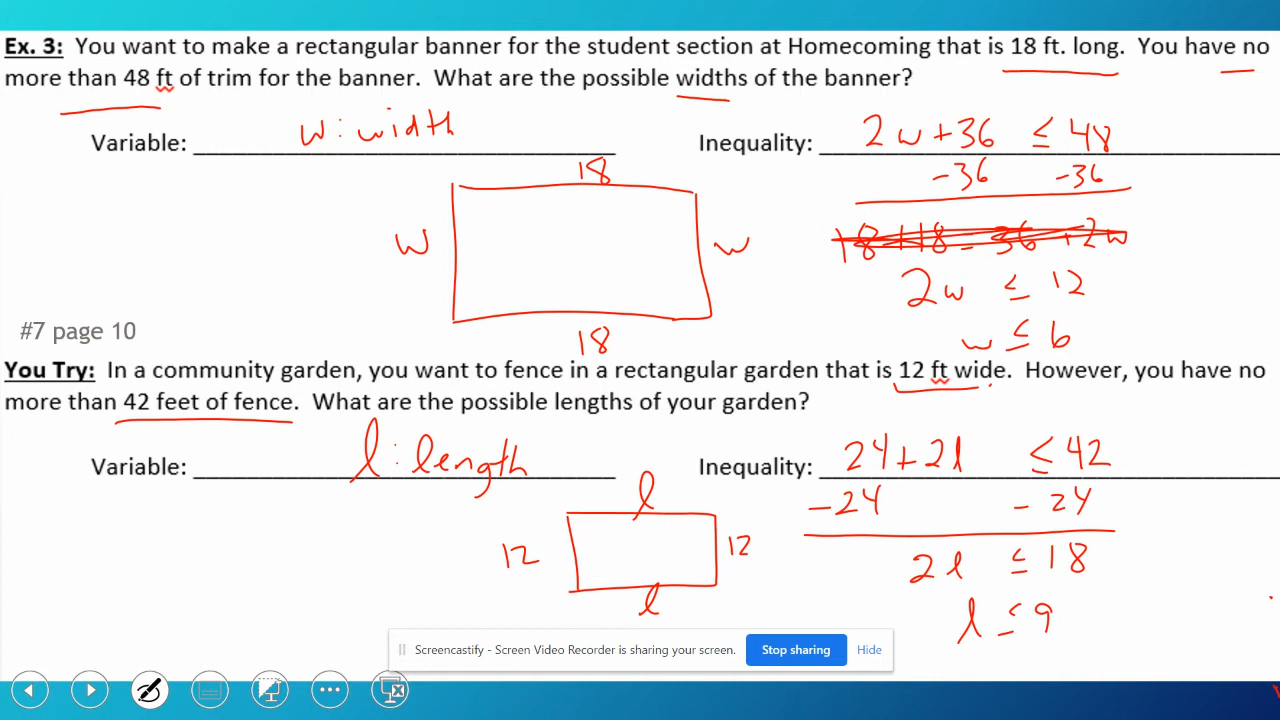 Ex. 3: You want to make a rectangular banner for the student section at Homecoming that is 18 ft. long. You have no
more than 48 ft of trim for the banner. What are the possible widths of the banner?
Variable: w : width
Inequality: 2w + 36 ≤ 48
-36 -36
18
w
w
18 + 18 = 36 + 2w
2w ≤ 12
w ≤ 6
18
#7 page 10
You Try: In a community garden, you want to fence in a rectangular garden that is 12 ft wide. However, you have no
more than 42 feet of fence. What are the possible lengths of your garden?
Variable: l : length
Inequality: 24 + 2l ≤ 42
-24 -24
l
12
12
l
2l ≤ 18
l ≤ 9
Screencastify - Screen Video Recorder is sharing your screen. Stop sharing Hide